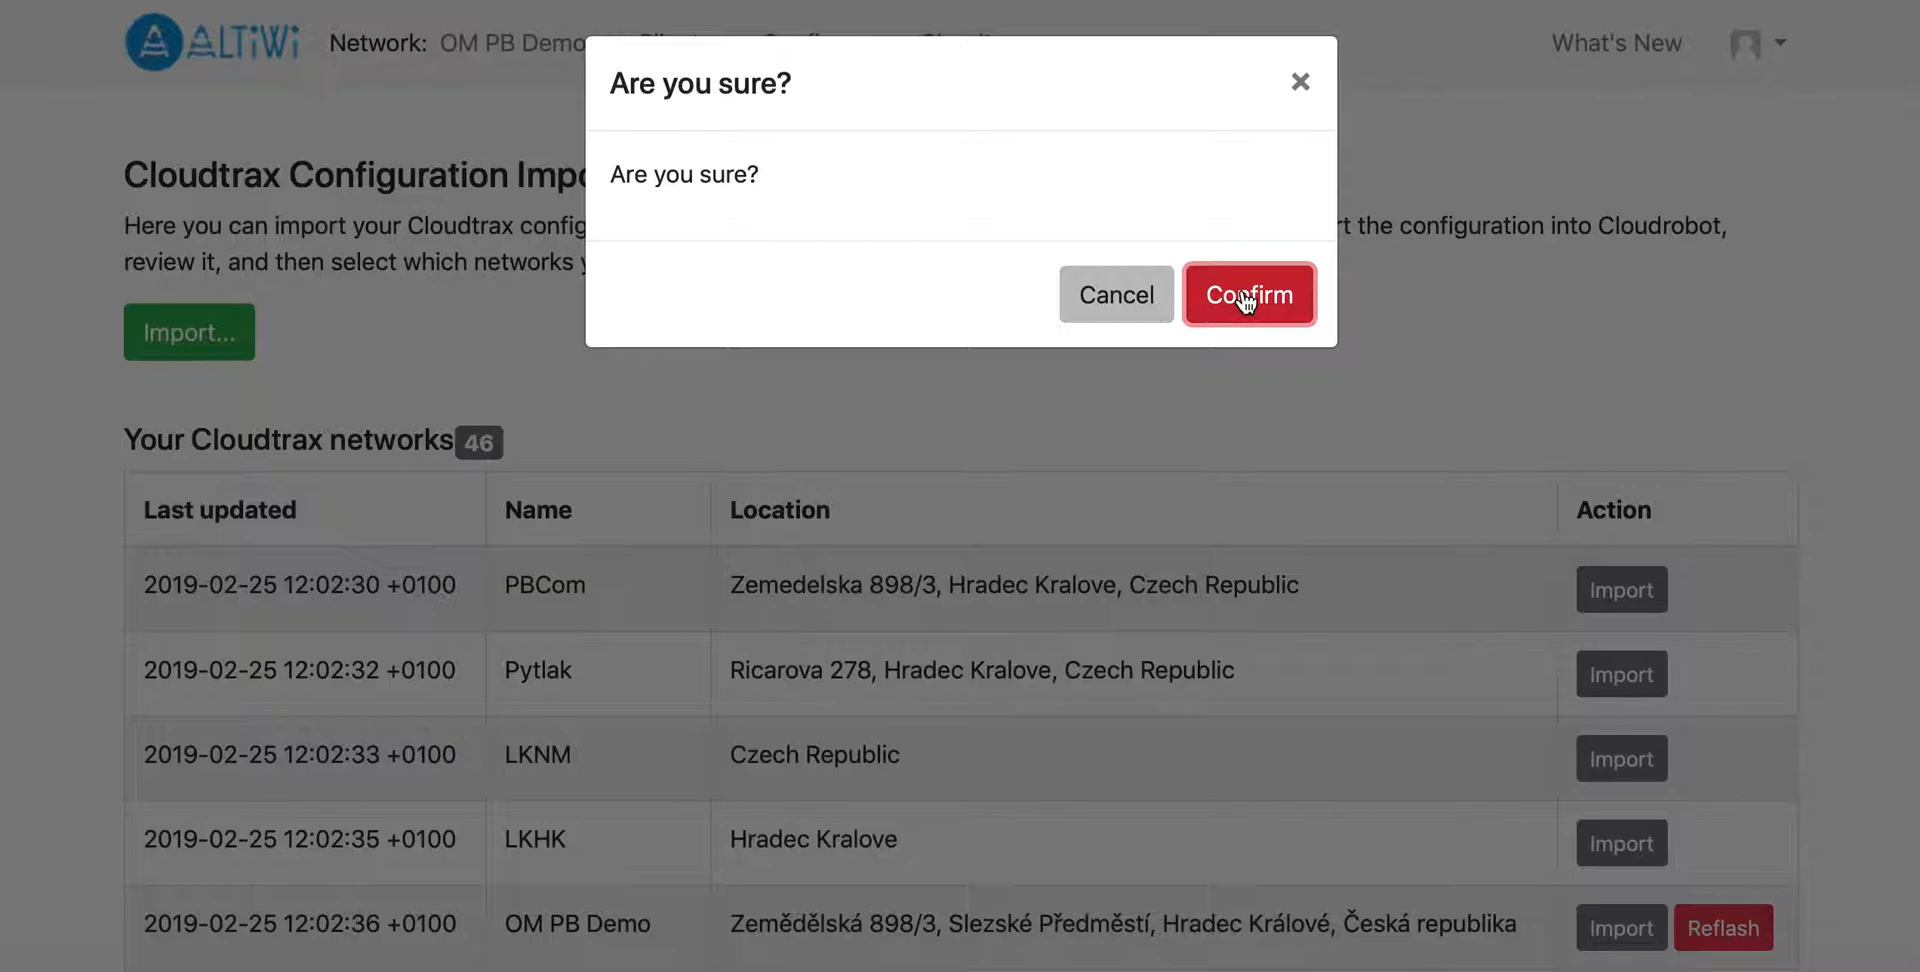 ALTiWi Network: OM PB Demo What's New
Are you sure? ×
Are you sure?
Cancel Confirm
Cloudtrax Configuration
Here you can import your Cloudtrax the configuration into Cloudrobot,
review it, and then select which networks
Import...
Your Cloudtrax networks 46
Last updated Name Location Action
2019-02-25 12:02:30 +0100 PBCom Zemedelska 898/3, Hradec Kralove, Czech Republic Import
2019-02-25 12:02:32 +0100 Pytlak Ricarova 278, Hradec Kralove, Czech Republic Import
2019-02-25 12:02:33 +0100 LKNM Czech Republic Import
2019-02-25 12:02:35 +0100 LKHK Hradec Kralove Import
2019-02-25 12:02:36 +0100 OM PB Demo Zemědělská 898/3, Slezské Předměstí, Hradec Králové, Česká republika Import Reflash